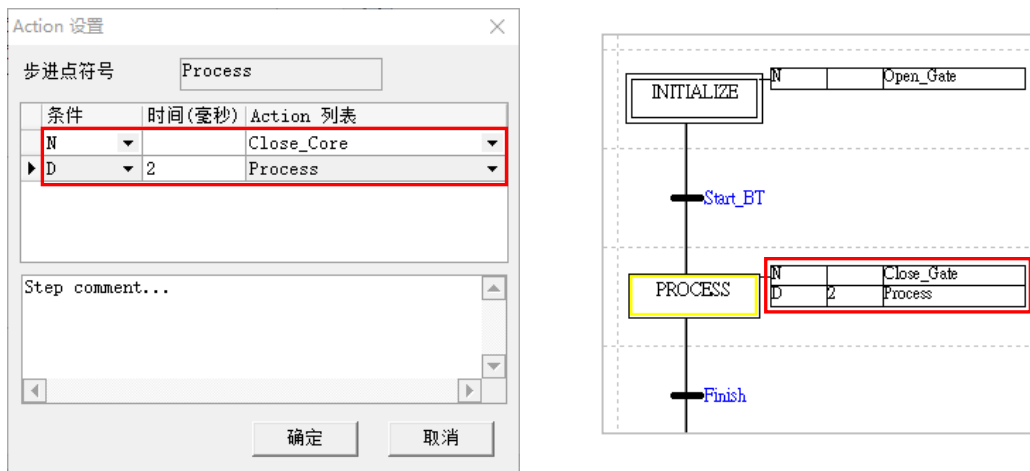 Action 设置
步进点符号 Process
条件 时间(毫秒) Action 列表
N Close_Core
D 2 Process
Step comment...
确定 取消
INITIALIZE N Open_Gate
Start_BT
PROCESS N Close_Gate
D 2 Process
Finish